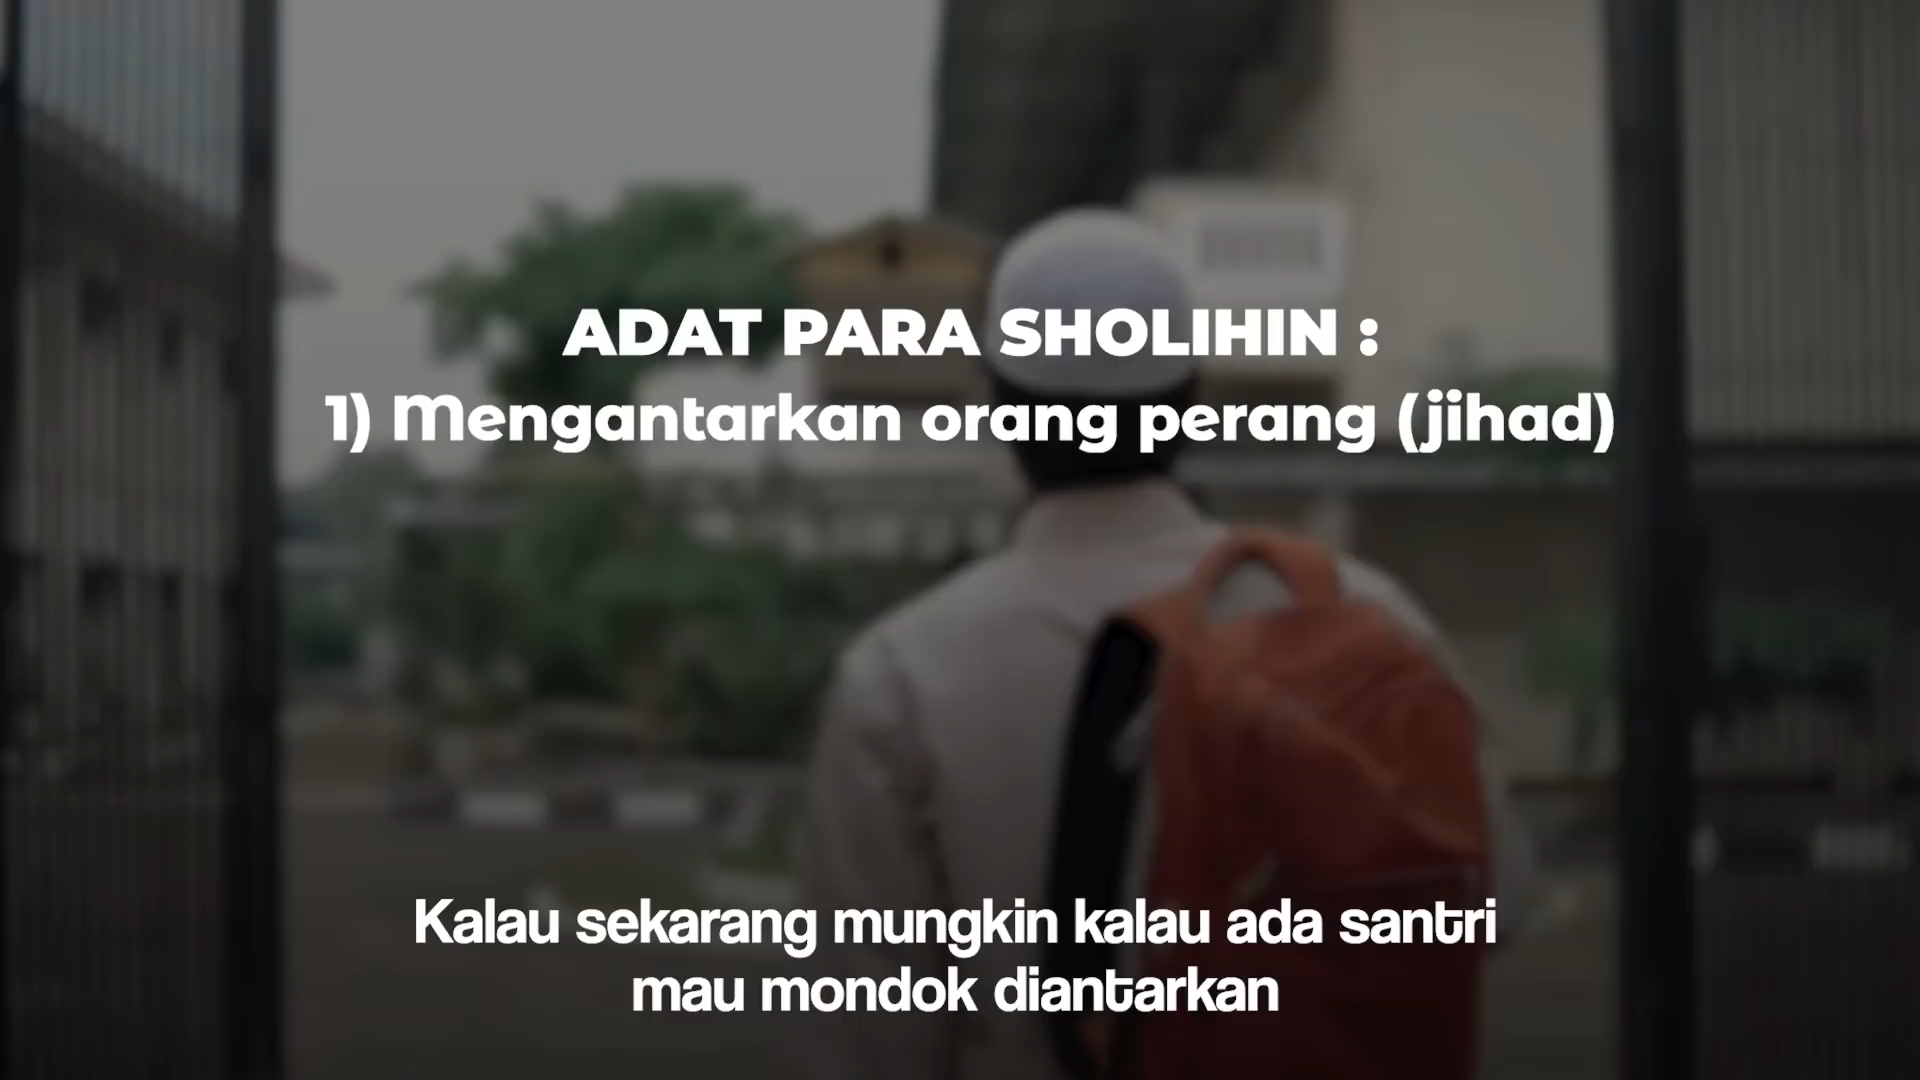 ADAT PARA SHOLIHIN :
1) Mengantarkan orang perang (jihad)
Kalau sekarang mungkin kalau ada santri
mau mondok diantarkan